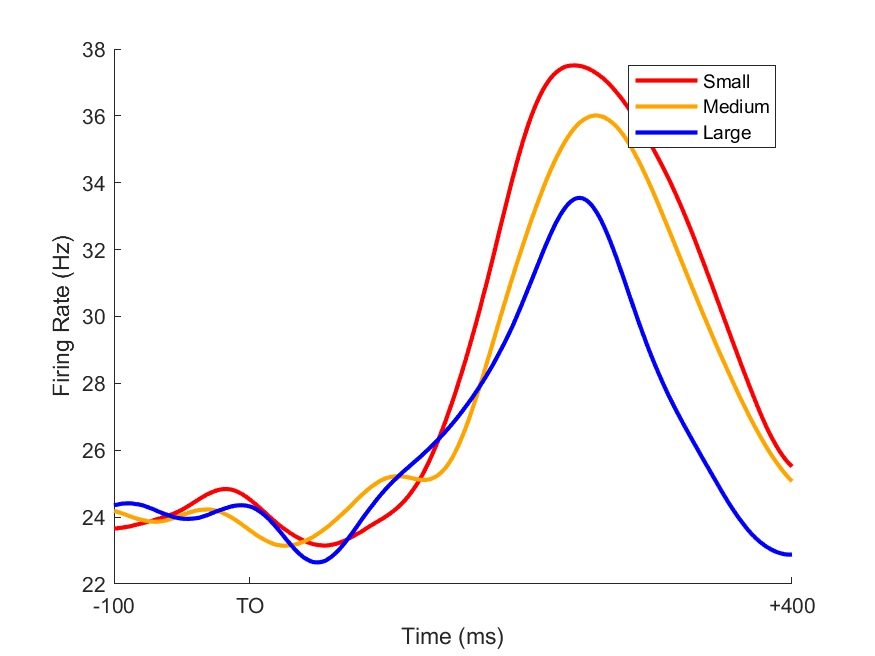 38
36
34
32
30
28
26
24
22
Firing Rate (Hz)
Small
Medium
Large
-100 TO +400
Time (ms)